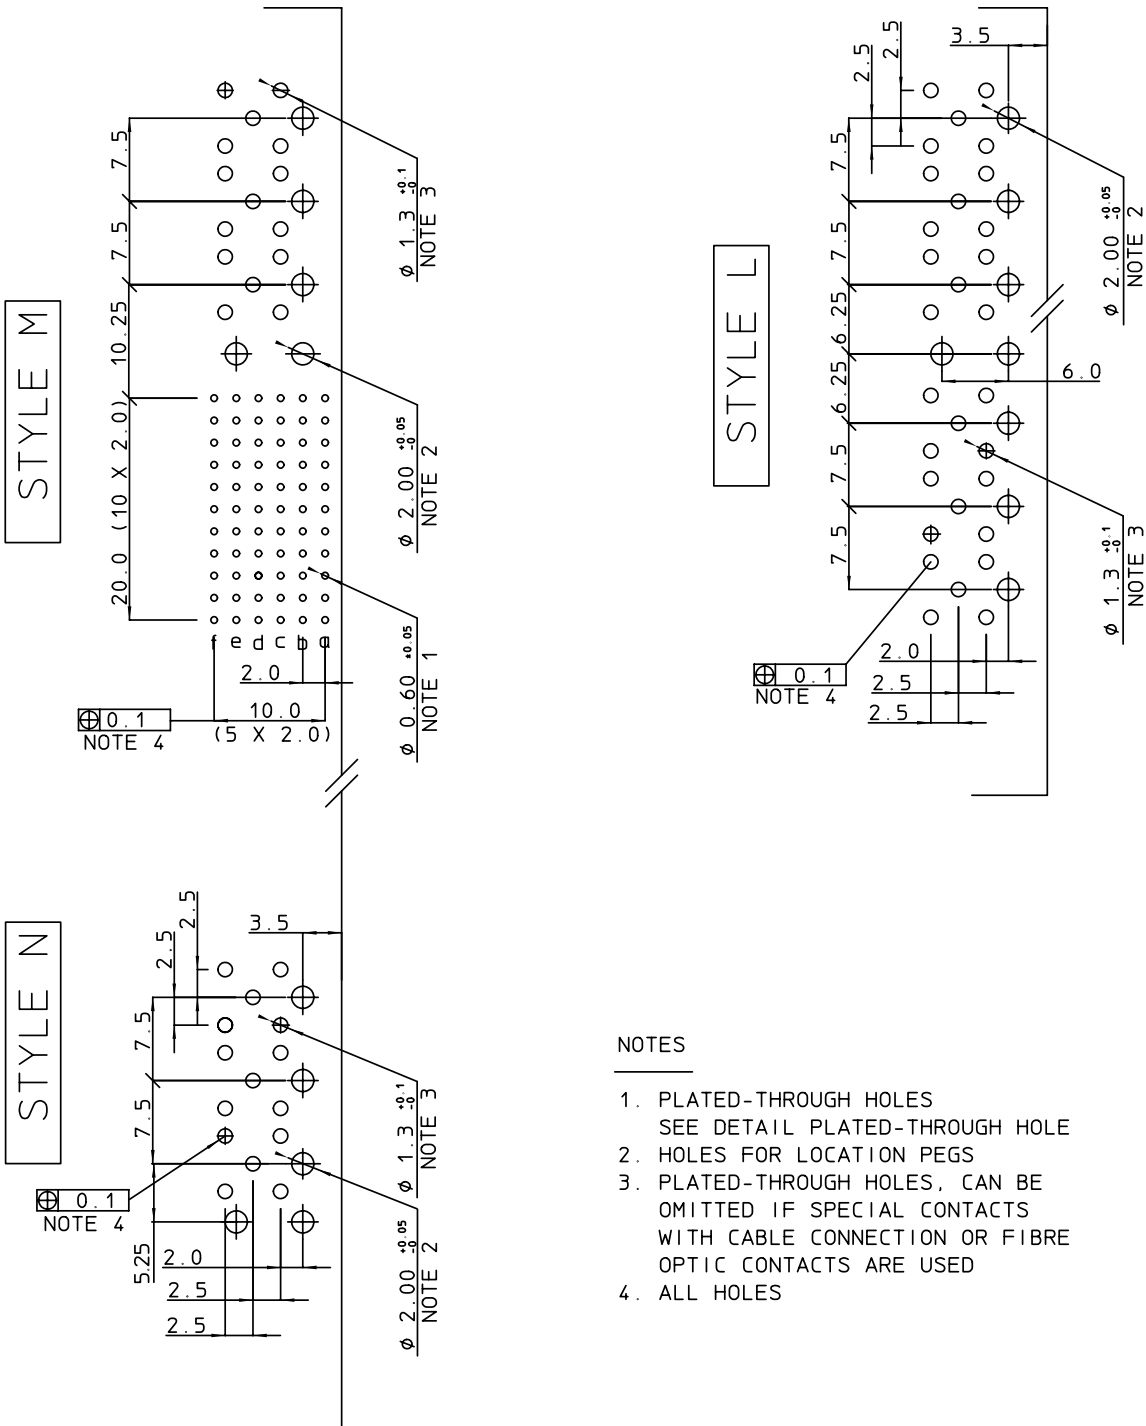 STYLE M
7.5
7.5
10.25
20.0 (10 X 2.0)
f e d c b a
2.0
10.0
(5 X 2.0)
⌖ 0.1
NOTE 4
ϕ 1.3 +0.1 -0
NOTE 3
ϕ 2.00 +0.05 -0
NOTE 2
ϕ 0.60 ±0.05
NOTE 1
STYLE L
2.5
2.5
3.5
7.5
7.5
6.25
6.25
7.5
7.5
6.0
ϕ 2.00 +0.05 -0
NOTE 2
ϕ 1.3 +0.1 -0
NOTE 3
⌖ 0.1
NOTE 4
2.0
2.5
2.5
STYLE N
2.5
2.5
3.5
7.5
7.5
5.25
⌖ 0.1
NOTE 4
2.0
2.5
2.5
ϕ 1.3 +0.1 -0
NOTE 3
ϕ 2.00 +0.05 -0
NOTE 2
NOTES
1. PLATED-THROUGH HOLES
SEE DETAIL PLATED-THROUGH HOLE
2. HOLES FOR LOCATION PEGS
3. PLATED-THROUGH HOLES, CAN BE
OMITTED IF SPECIAL CONTACTS
WITH CABLE CONNECTION OR FIBRE
OPTIC CONTACTS ARE USED
4. ALL HOLES